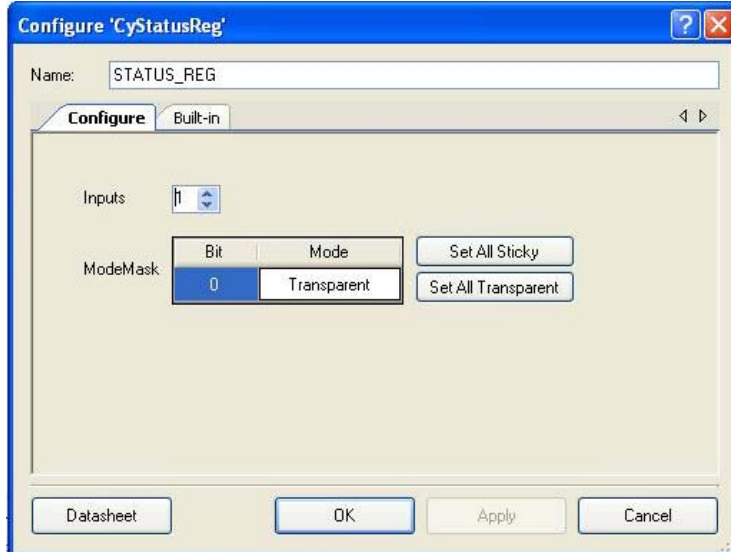 Configure 'CyStatusReg'
Name: STATUS_REG
Configure Built-in
Inputs 1
Bit Mode Set All Sticky
ModeMask
0 Transparent Set All Transparent
Datasheet OK Apply Cancel